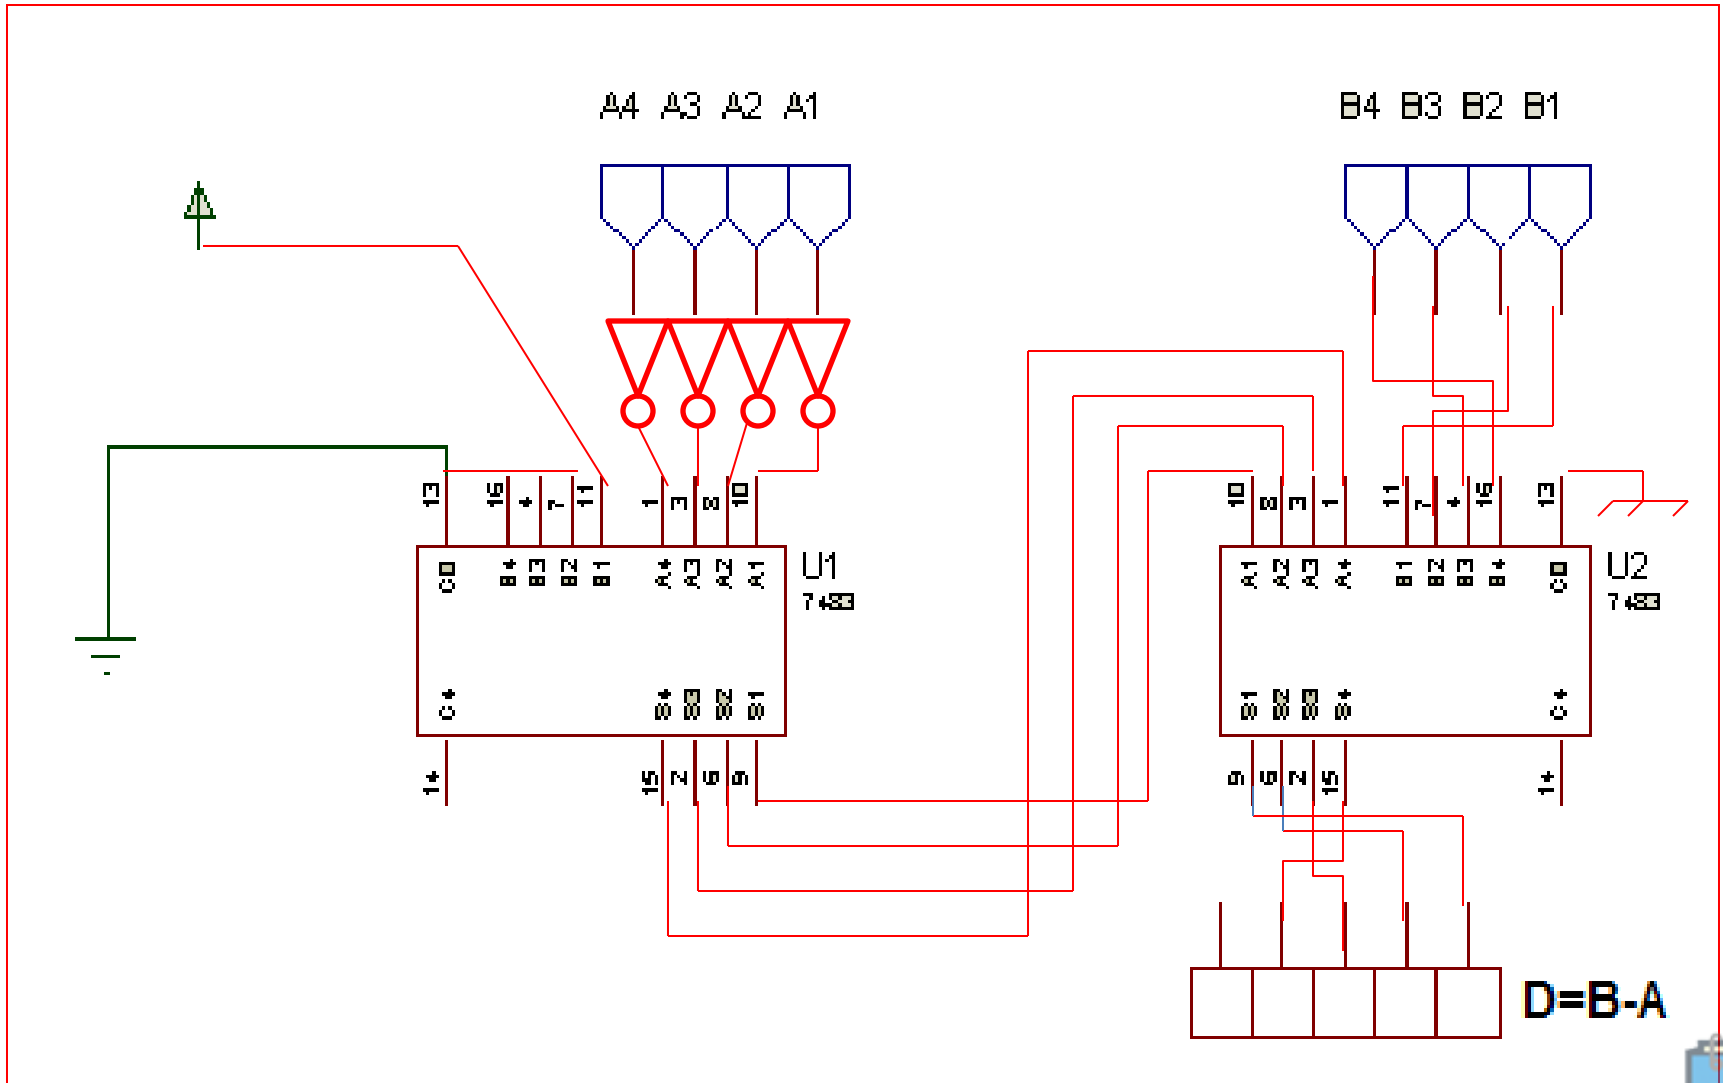 A4 A3 A2 A1
B4 B3 B2 B1
13 16 4 7 11 1 3 8 10
10 8 3 1 11 7 4 16 13
C0 B4 B3 B2 B1 A4 A3 A2 A1
U1
7483
A1 A2 A3 A4 B1 B2 B3 B4 C0
U2
7483
C4 S4 S3 S2 S1
S1 S2 S3 S4 C4
14 15 2 6 9
9 6 2 15 14
D=B-A